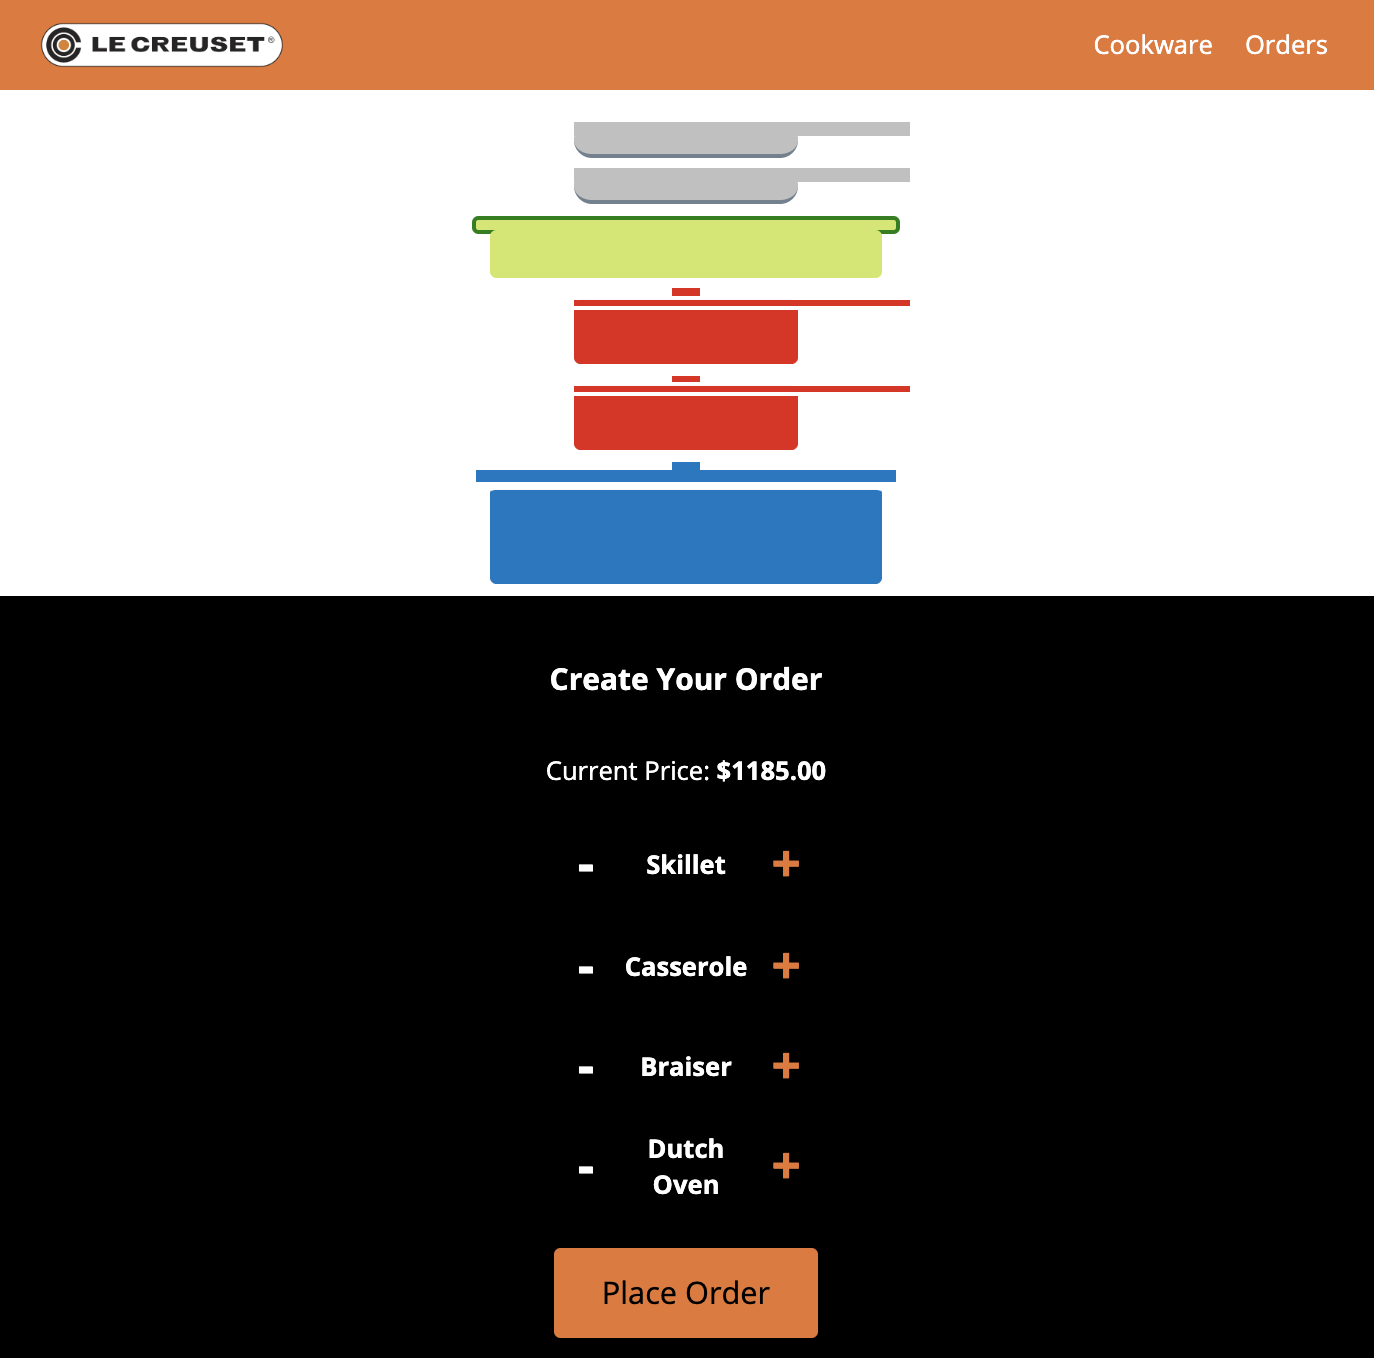 LE CREUSET®
Cookware Orders
Create Your Order
Current Price: $1185.00
- Skillet +
- Casserole +
- Braiser +
- Dutch Oven +
Place Order